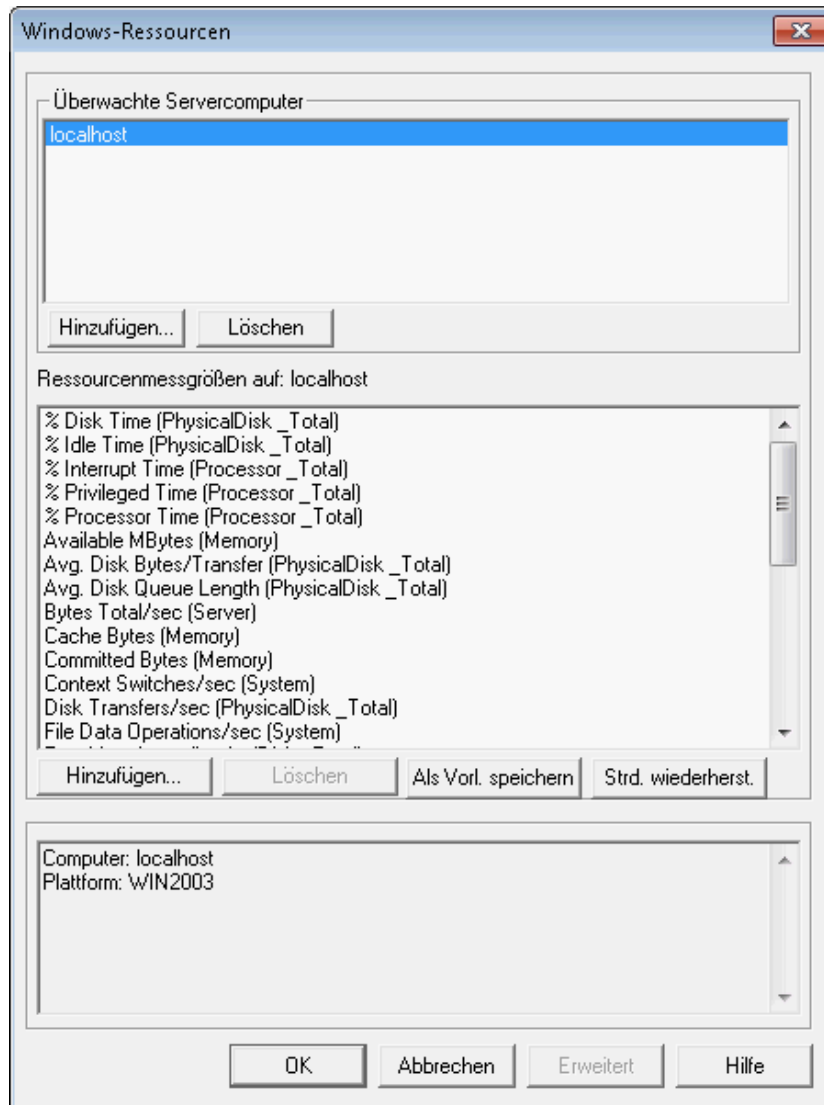 Windows-Ressourcen
Überwachte Servercomputer
localhost
Hinzufügen...
Löschen
Ressourcenmessgrößen auf: localhost
% Disk Time (PhysicalDisk _Total)
% Idle Time (PhysicalDisk _Total)
% Interrupt Time (Processor _Total)
% Privileged Time (Processor _Total)
% Processor Time (Processor _Total)
Available MBytes (Memory)
Avg. Disk Bytes/Transfer (PhysicalDisk _Total)
Avg. Disk Queue Length (PhysicalDisk _Total)
Bytes Total/sec (Server)
Cache Bytes (Memory)
Committed Bytes (Memory)
Context Switches/sec (System)
Disk Transfers/sec (PhysicalDisk _Total)
File Data Operations/sec (System)
Hinzufügen...
Löschen
Als Vorl. speichern
Strd. wiederherst.
Computer: localhost
Plattform: WIN2003
OK
Abbrechen
Erweitert
Hilfe